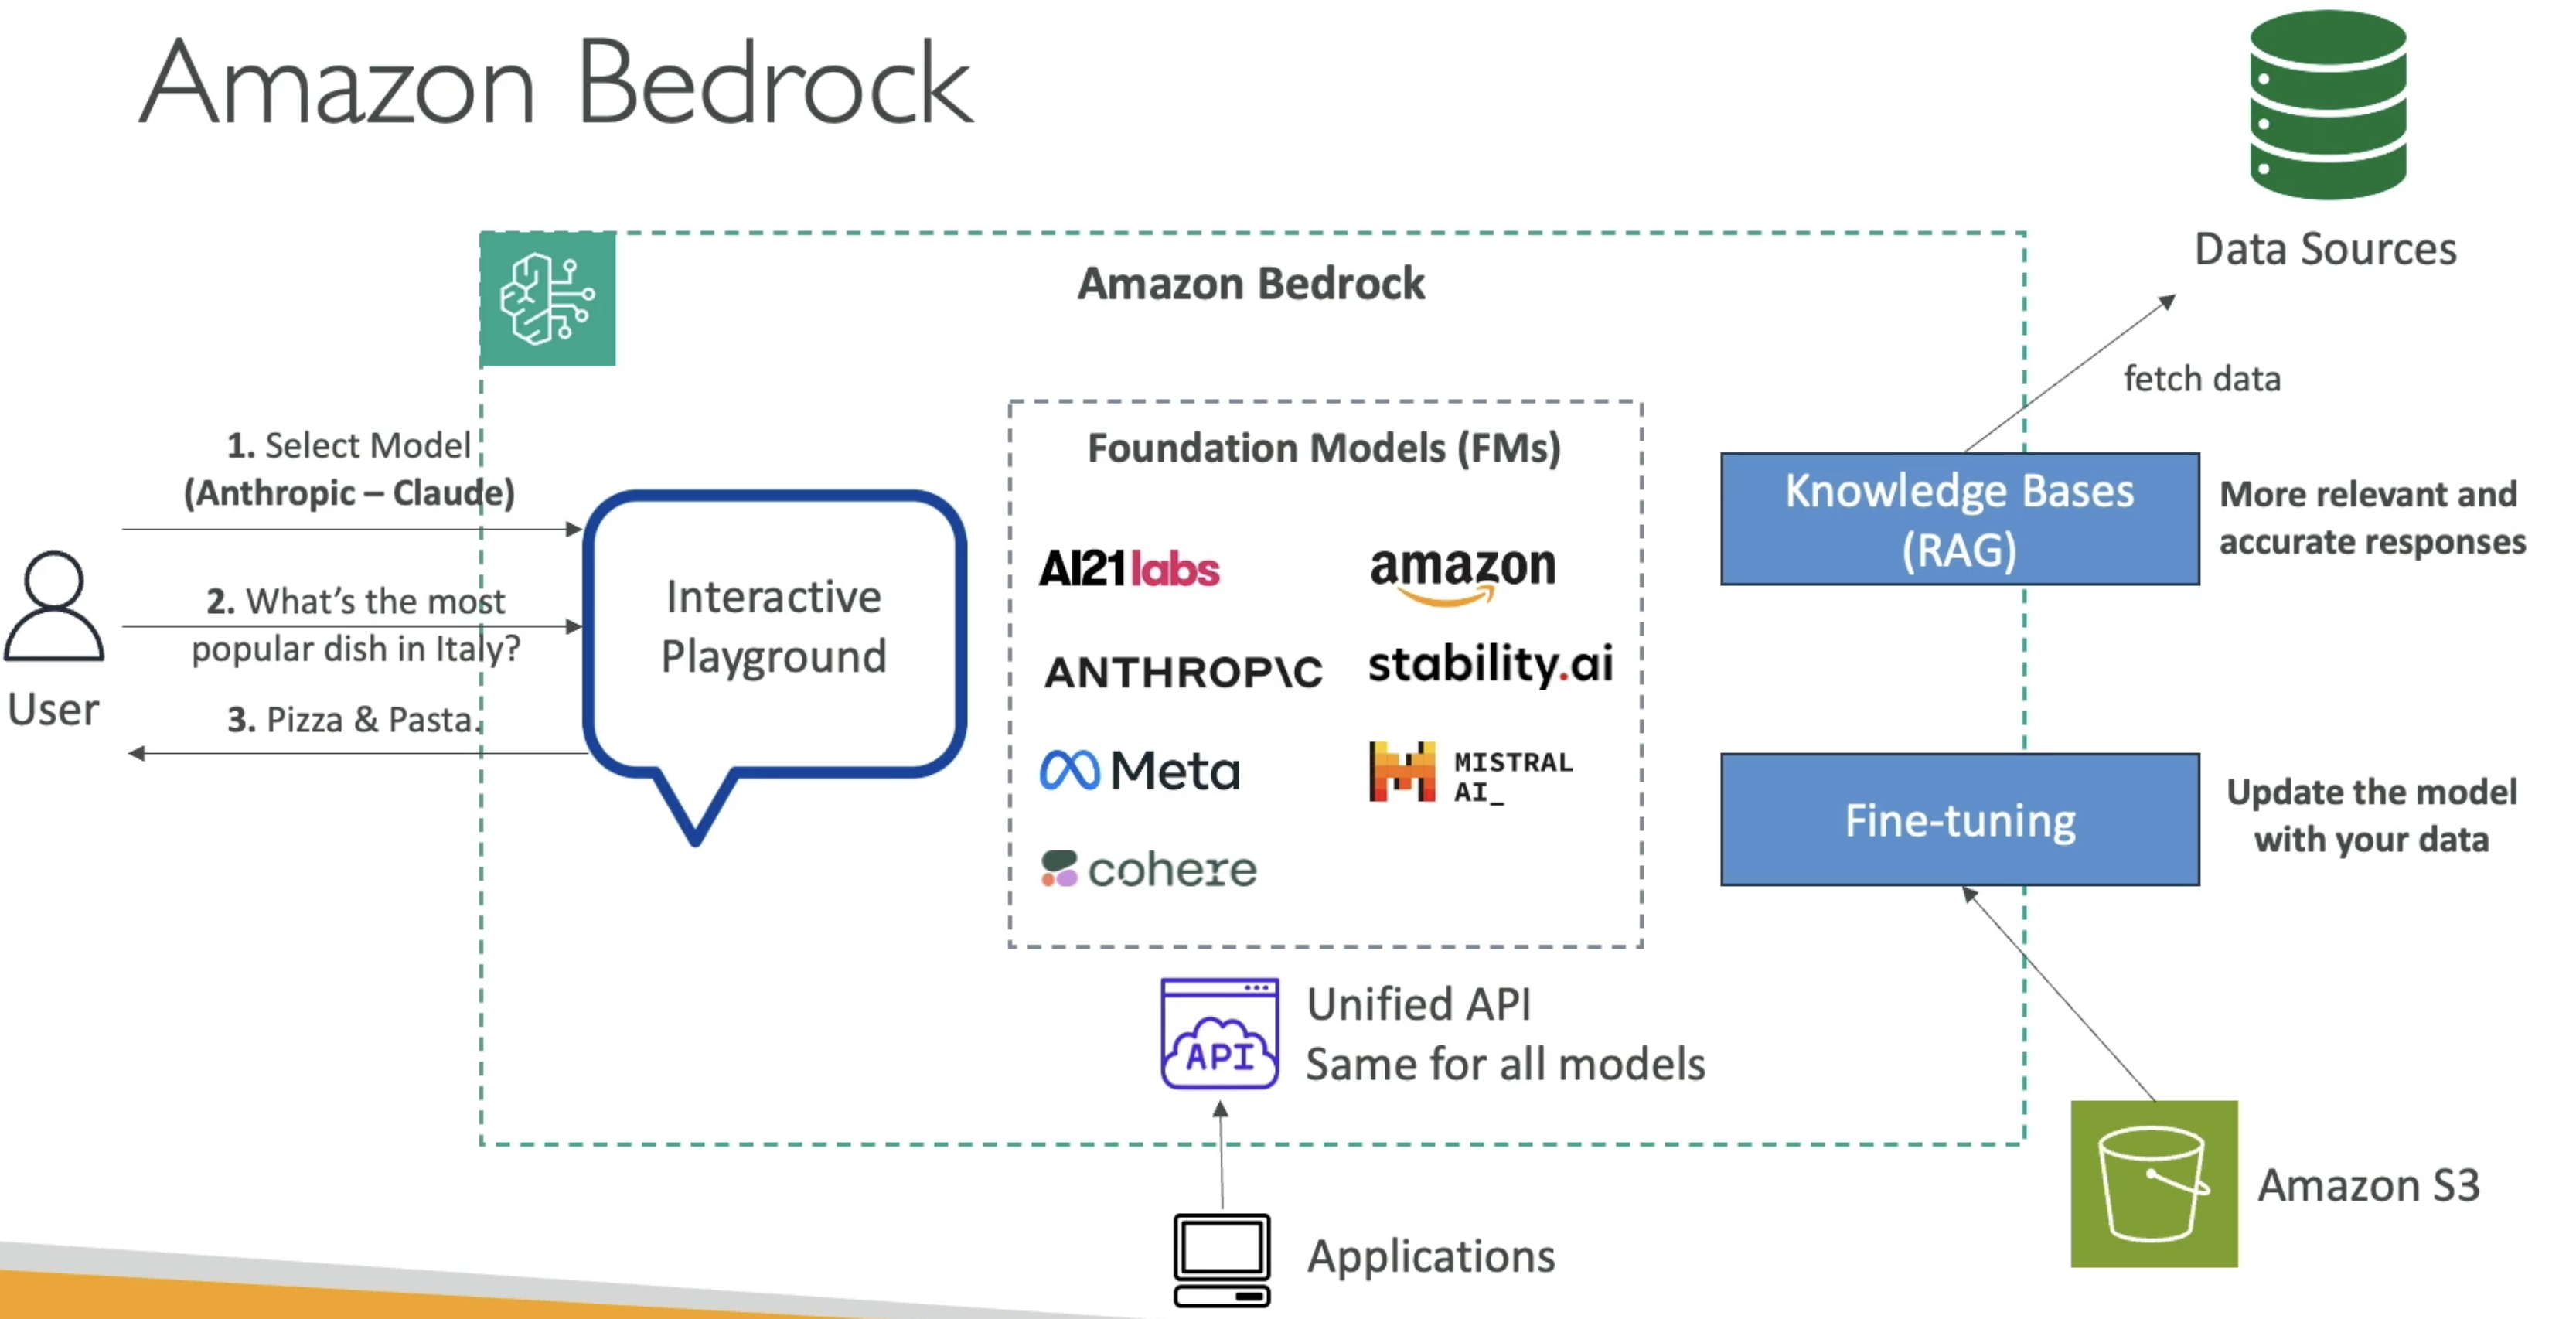 Amazon Bedrock
Data Sources
Amazon Bedrock
fetch data
1. Select Model
(Anthropic – Claude)
2. What’s the most
popular dish in Italy?
3. Pizza & Pasta.
User
Interactive
Playground
Foundation Models (FMs)
AI21labs
amazon
ANTHROP\C
stability.ai
Meta
MISTRAL
AI_
cohere
Knowledge Bases
(RAG)
More relevant and
accurate responses
Fine-tuning
Update the model
with your data
API
Unified API
Same for all models
Applications
Amazon S3